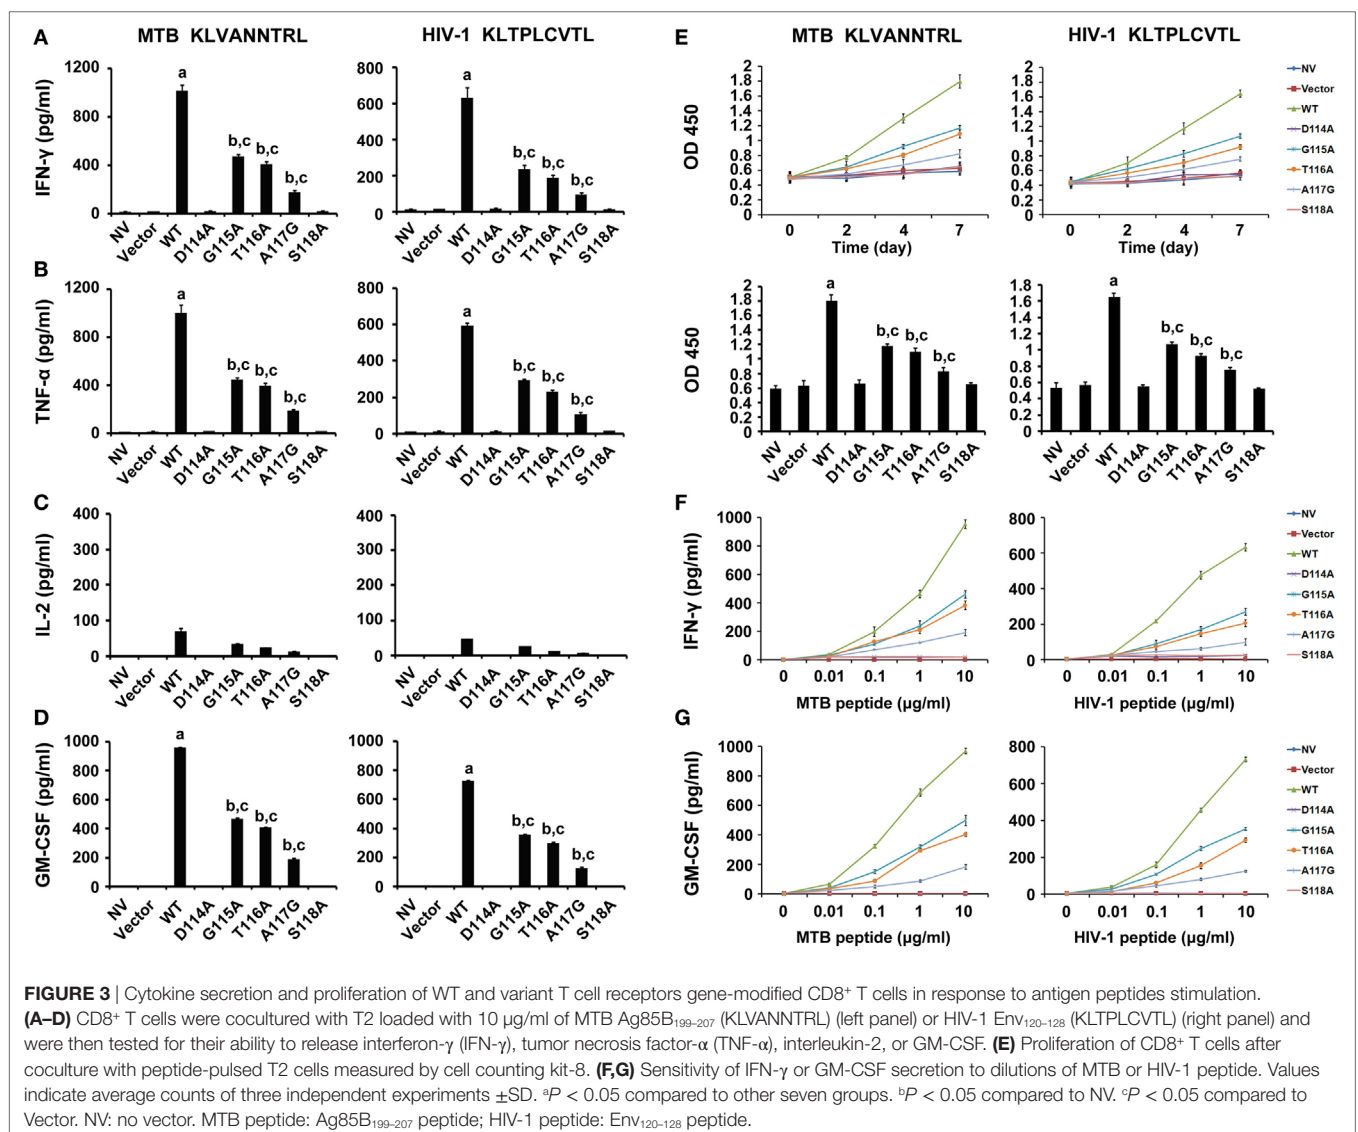 A
MTB KLVANNTRL
HIV-1 KLTPLCVTL
IFN-γ (pg/ml)
1200
1000
400
200
0
a
b,c
b,c
b,c
NV
Vector
WT
D114A
G115A
T116A
A117G
S118A
800
600
400
200
0
a
b,c
b,c
b,c
NV
Vector
WT
D114A
G115A
T116A
A117G
S118A
B
TNF-α (pg/ml)
1200
1000
400
200
0
a
b,c
b,c
b,c
NV
Vector
WT
D114A
G115A
T116A
A117G
S118A
800
600
400
200
0
a
b,c
b,c
b,c
NV
Vector
WT
D114A
G115A
T116A
A117G
S118A
C
IL-2 (pg/ml)
400
300
200
100
0
NV
Vector
WT
D114A
G115A
T116A
A117G
S118A
400
300
200
100
0
NV
Vector
WT
D114A
G115A
T116A
A117G
S118A
D
GM-CSF (pg/ml)
1000
800
600
400
200
0
a
b,c
b,c
b,c
NV
Vector
WT
D114A
G115A
T116A
A117G
S118A
1000
800
600
400
200
0
a
b,c
b,c
b,c
NV
Vector
WT
D114A
G115A
T116A
A117G
S118A
E
MTB KLVANNTRL
HIV-1 KLTPLCVTL
OD 450
2
1.8
1.6
1.4
1.2
1
0.8
0.6
0.4
0.2
0
0 2 4 7
Time (day)
2
1.8
1.6
1.4
1.2
1
0.8
0.6
0.4
0.2
0
0 2 4 7
Time (day)
NV
Vector
WT
D114A
G115A
T116A
A117G
S118A
OD 450
2
1.8
1.6
1.4
1.2
1
0.8
0.6
0.4
0.2
a
b,c
b,c
b,c
NV
Vector
WT
D114A
G115A
T116A
A117G
S118A
1.8
1.6
1.4
1.2
1
0.8
0.6
0.4
0.2
0
a
b,c
b,c
b,c
NV
Vector
WT
D114A
G115A
T116A
A117G
S118A
F
IFN-γ (pg/ml)
1000
800
600
400
200
0
0 0.01 0.1 1 10
MTB peptide (μg/ml)
800
600
400
200
0
0 0.01 0.1 1 10
HIV-1 peptide (μg/ml)
NV
Vector
WT
D114A
G115A
T116A
A117G
S118A
G
GM-CSF (pg/ml)
1000
800
600
400
200
0
0 0.01 0.1 1 10
MTB peptide (μg/ml)
800
600
400
200
0
0 0.01 0.1 1 10
HIV-1 peptide (μg/ml)
NV
Vector
WT
D114A
G115A
T116A
A117G
S118A
FIGURE 3 | Cytokine secretion and proliferation of WT and variant T cell receptors gene-modified CD8⁺ T cells in response to antigen peptides stimulation.
(A–D) CD8⁺ T cells were cocultured with T2 loaded with 10 μg/ml of MTB Ag85B₁₉₉₋₂₀₇ (KLVANNTRL) (left panel) or HIV-1 Env₁₂₀₋₁₂₈ (KLTPLCVTL) (right panel) and
were then tested for their ability to release interferon-γ (IFN-γ), tumor necrosis factor-α (TNF-α), interleukin-2, or GM-CSF. (E) Proliferation of CD8⁺ T cells after
coculture with peptide-pulsed T2 cells measured by cell counting kit-8. (F,G) Sensitivity of IFN-γ or GM-CSF secretion to dilutions of MTB or HIV-1 peptide. Values
indicate average counts of three independent experiments ±SD. ᵃP < 0.05 compared to other seven groups. ᵇP < 0.05 compared to NV. ᶜP < 0.05 compared to
Vector. NV: no vector. MTB peptide: Ag85B₁₉₉₋₂₀₇ peptide; HIV-1 peptide: Env₁₂₀₋₁₂₈ peptide.